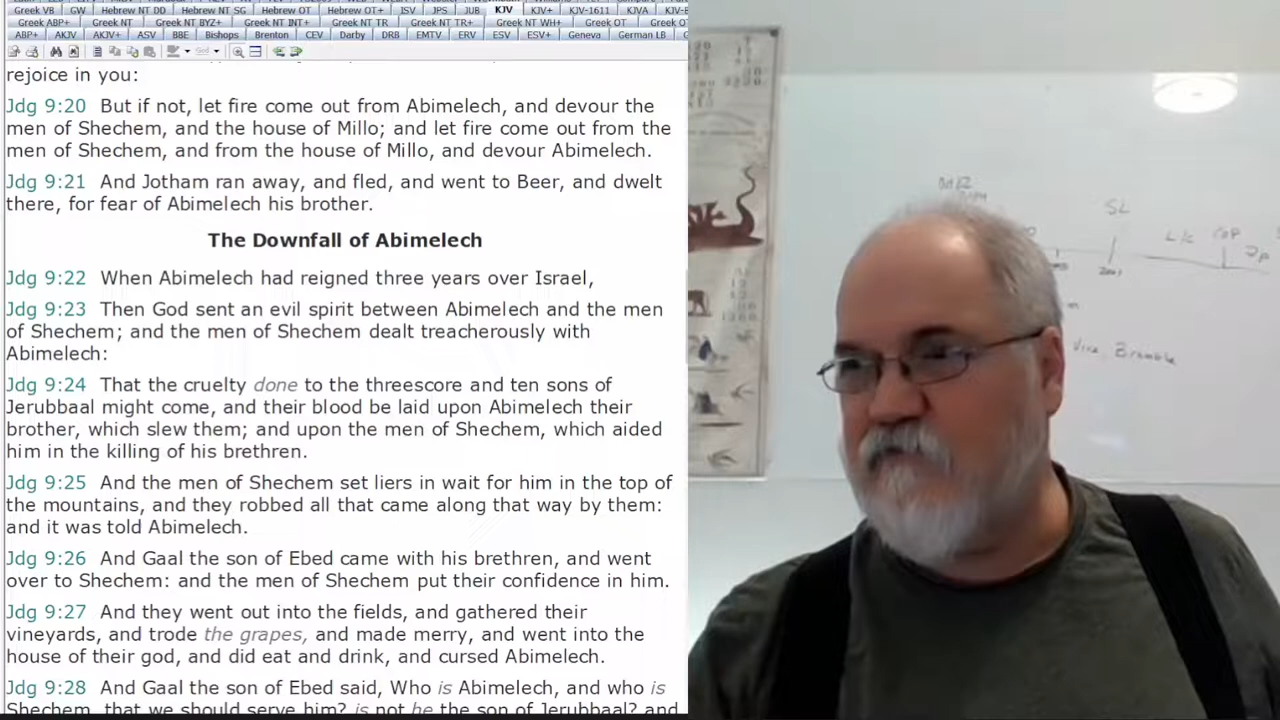 Greek VB GW Hebrew NT DD Hebrew NT SG Hebrew OT Hebrew OT+ ISV JPS JUB KJV KJV+ KJV-1611 KJVA KJV-E
Greek ABP+ Greek NT Greek NT BYZ+ Greek NT INT+ Greek NT TR Greek NT TR+ Greek NT WH+ Greek OT Greek OT
ABP+ AKJV AKJV+ ASV BBE Bishops Brenton CEV Darby DRB EMTV ERV ESV ESV+ Geneva German LB
rejoice in you:
Jdg 9:20 But if not, let fire come out from Abimelech, and devour the
men of Shechem, and the house of Millo; and let fire come out from the
men of Shechem, and from the house of Millo, and devour Abimelech.
Jdg 9:21 And Jotham ran away, and fled, and went to Beer, and dwelt
there, for fear of Abimelech his brother.
The Downfall of Abimelech
Jdg 9:22 When Abimelech had reigned three years over Israel,
Jdg 9:23 Then God sent an evil spirit between Abimelech and the men
of Shechem; and the men of Shechem dealt treacherously with
Abimelech:
Jdg 9:24 That the cruelty done to the threescore and ten sons of
Jerubbaal might come, and their blood be laid upon Abimelech their
brother, which slew them; and upon the men of Shechem, which aided
him in the killing of his brethren.
Jdg 9:25 And the men of Shechem set liers in wait for him in the top of
the mountains, and they robbed all that came along that way by them:
and it was told Abimelech.
Jdg 9:26 And Gaal the son of Ebed came with his brethren, and went
over to Shechem: and the men of Shechem put their confidence in him.
Jdg 9:27 And they went out into the fields, and gathered their
vineyards, and trode the grapes, and made merry, and went into the
house of their god, and did eat and drink, and cursed Abimelech.
Jdg 9:28 And Gaal the son of Ebed said, Who is Abimelech, and who is
Shechem, that we should serve him? is not he the son of Jerubbaal? and
SL
Vine Bramble